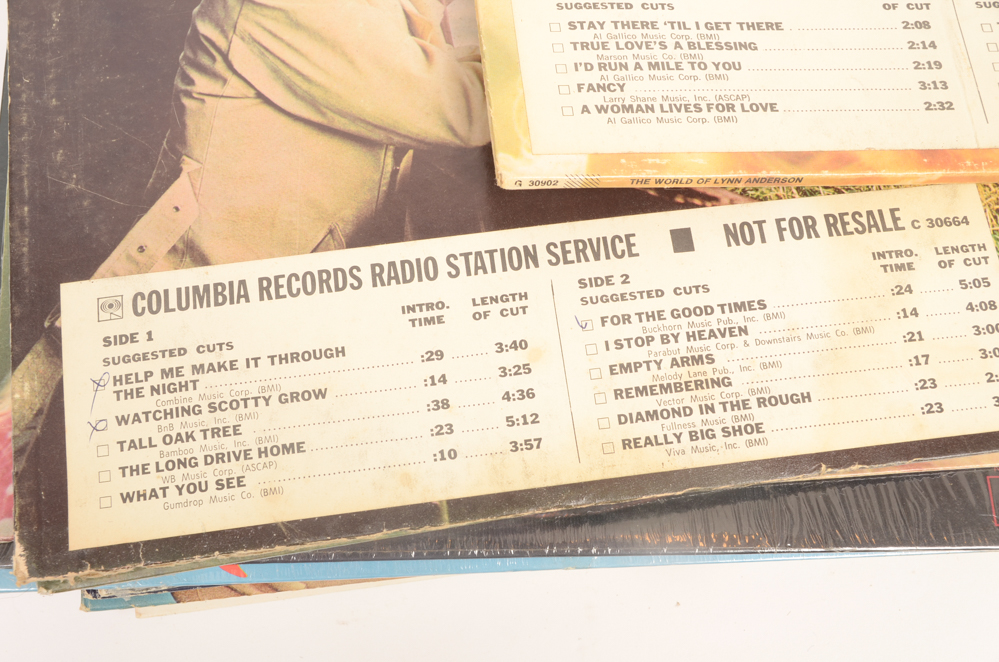 SUGGESTED CUTS OF CUT
STAY THERE 'TIL I GET THERE 2:08
Al Gallico Music Corp. (BMI)
TRUE LOVE'S A BLESSING 2:14
Marson Music Co. (BMI)
I'D RUN A MILE TO YOU 2:19
Al Gallico Music Corp. (BMI)
FANCY 3:13
Larry Shane Music, Inc. (ASCAP)
A WOMAN LIVES FOR LOVE 2:32
Al Gallico Music Corp. (BMI)
G 30902 THE WORLD OF LYNN ANDERSON
COLUMBIA RECORDS RADIO STATION SERVICE ■ NOT FOR RESALE C 30664
SIDE 1
SUGGESTED CUTS INTRO. TIME LENGTH OF CUT
HELP ME MAKE IT THROUGH
THE NIGHT :29 3:40
Combine Music Corp. (BMI)
WATCHING SCOTTY GROW :14 3:25
BnB Music, Inc. (BMI)
TALL OAK TREE :38 4:36
Bamboo Music, Inc. (BMI)
THE LONG DRIVE HOME :23 5:12
WB Music Corp. (ASCAP)
WHAT YOU SEE :10 3:57
Gumdrop Music Co. (BMI)
SIDE 2
SUGGESTED CUTS INTRO. TIME LENGTH OF CUT
FOR THE GOOD TIMES :24 5:05
Buckhorn Music Pub., Inc. (BMI)
I STOP BY HEAVEN :14 4:08
Parabut Music Corp. & Downstairs Music Co. (BMI)
EMPTY ARMS :21 3:00
Melody Lane Pub., Inc. (BMI)
REMEMBERING :17
Vector Music Corp. (BMI)
DIAMOND IN THE ROUGH :23
Fullness Music (BMI)
REALLY BIG SHOE :23
Viva Music, Inc. (BMI)